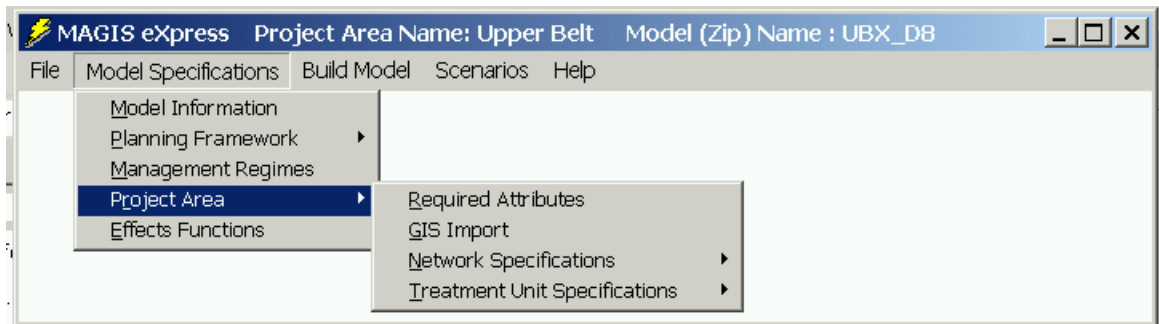 MAGIS eXpress Project Area Name: Upper Belt Model (Zip) Name : UBX_D8
File Model Specifications Build Model Scenarios Help
Model Information
Planning Framework
Management Regimes
Project Area
Effects Functions
Required Attributes
GIS Import
Network Specifications
Treatment Unit Specifications